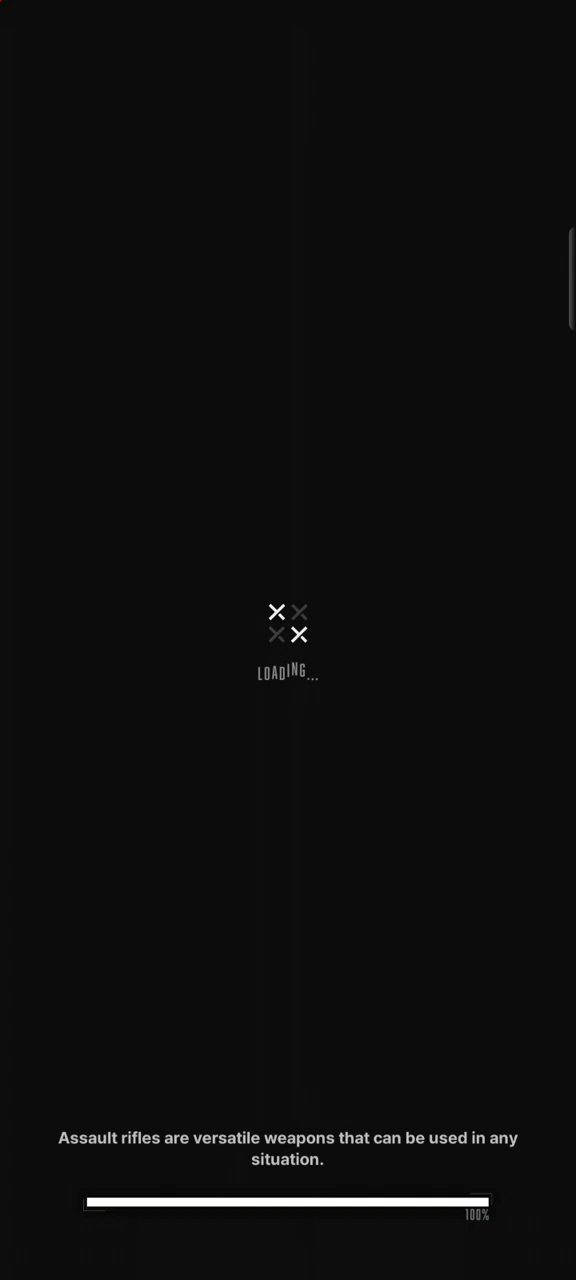 LOADING...
Assault rifles are versatile weapons that can be used in any
situation.
100%